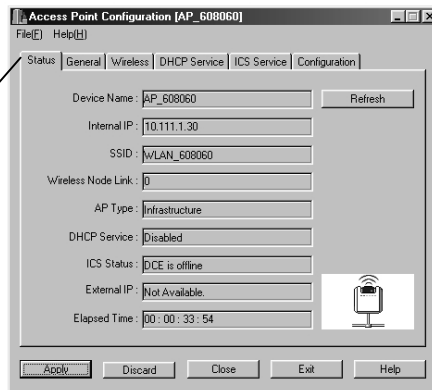 Access Point Configuration [AP_608060]
File(F) Help(H)
Status General Wireless DHCP Service ICS Service Configuration
Device Name : AP_608060 Refresh
Internal IP : 10.111.1.30
SSID : WLAN_608060
Wireless Node Link : 0
AP Type : Infrastructure
DHCP Service : Disabled
ICS Status : DCE is offline
External IP : Not Available.
Elapsed Time : 00 : 00 : 33 : 54
Apply Discard Close Exit Help